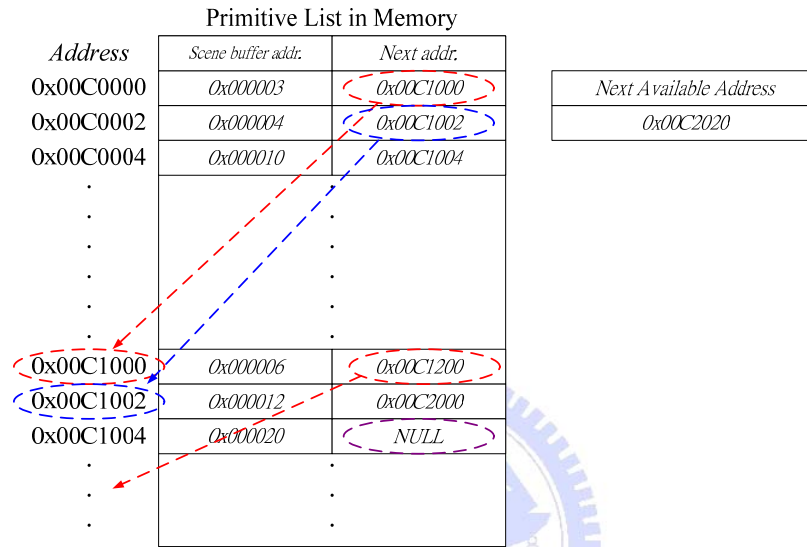 Primitive List in Memory
Address Scene buffer addr. Next addr.
0x00C0000 0x000003 0x00C1000
0x00C0002 0x000004 0x00C1002
0x00C0004 0x000010 0x00C1004
0x00C1000 0x000006 0x00C1200
0x00C1002 0x000012 0x00C2000
0x00C1004 0x000020 NULL
Next Available Address
0x00C2020